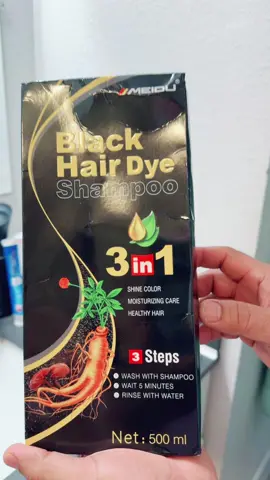 MEIDU
Black
Hair Dye
Shampoo
3in1
SHINE COLOR
MOISTURIZING CARE
HEALTHY HAIR
3 Steps
WASH WITH SHAMPOO
WAIT 5 MINUTES
RINSE WITH WATER
Net: 500 ml